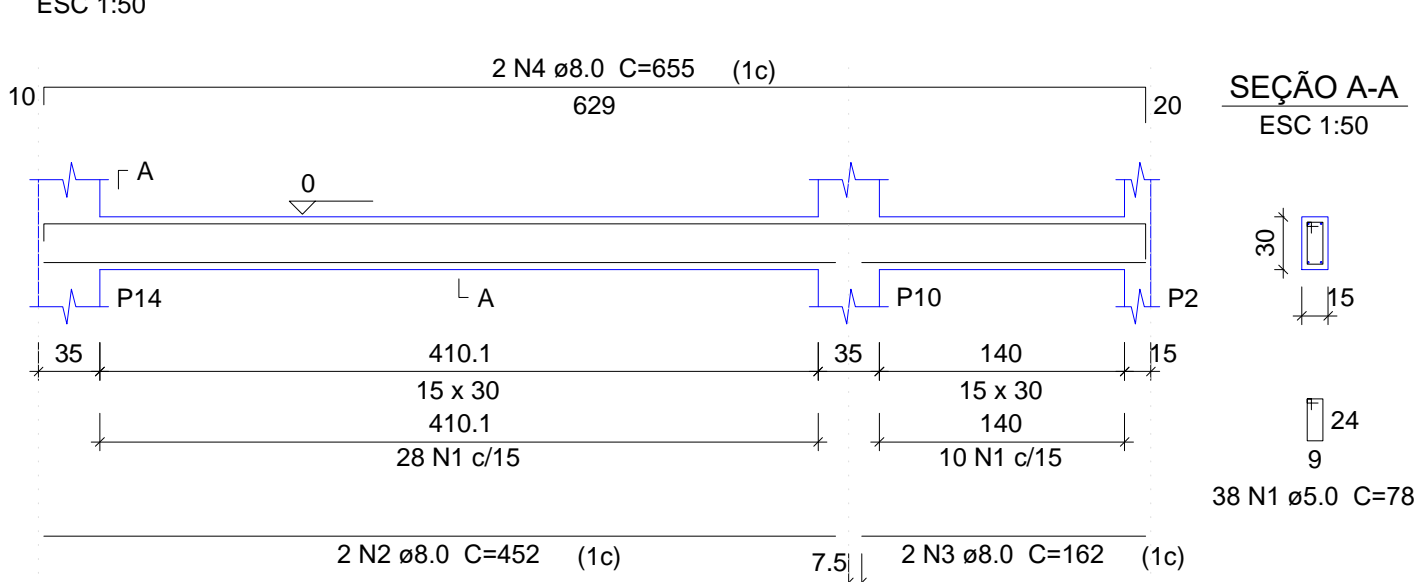 ESC 1:50
2 N4 ø8.0 C=655 (1c)
10
629
20
SEÇÃO A-A
ESC 1:50
A
0
30
A
P14
P10
P2
15
35
410.1
35
140
15
15 x 30
15 x 30
410.1
140
24
28 N1 c/15
10 N1 c/15
9
38 N1 ø5.0 C=78
2 N2 ø8.0 C=452 (1c)
7.5
2 N3 ø8.0 C=162 (1c)